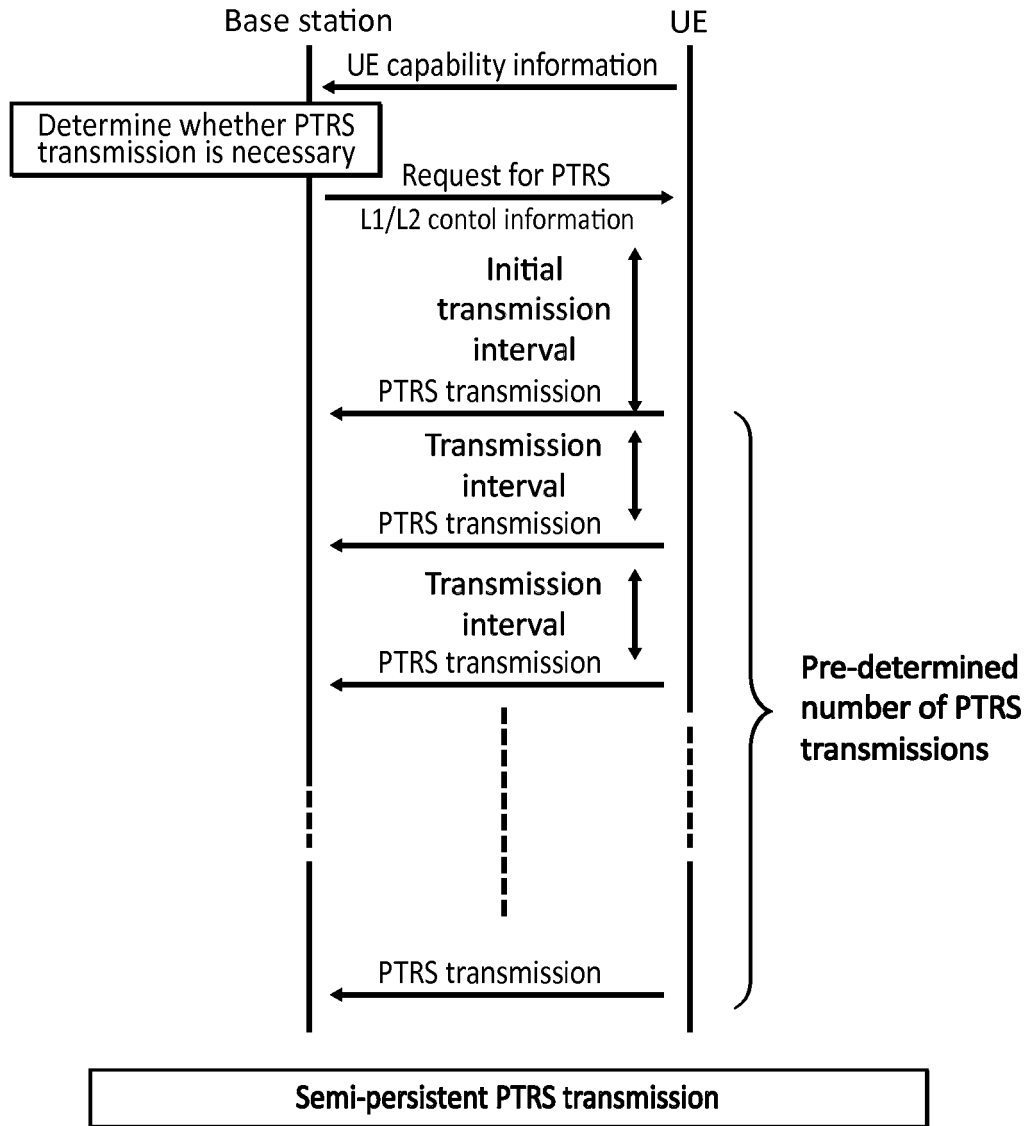 Base station
UE
UE capability information
Determine whether PTRS
transmission is necessary
Request for PTRS
L1/L2 contol information
Initial
transmission
interval
PTRS transmission
Transmission
interval
PTRS transmission
Transmission
interval
PTRS transmission
Pre-determined
number of PTRS
transmissions
PTRS transmission
Semi-persistent PTRS transmission